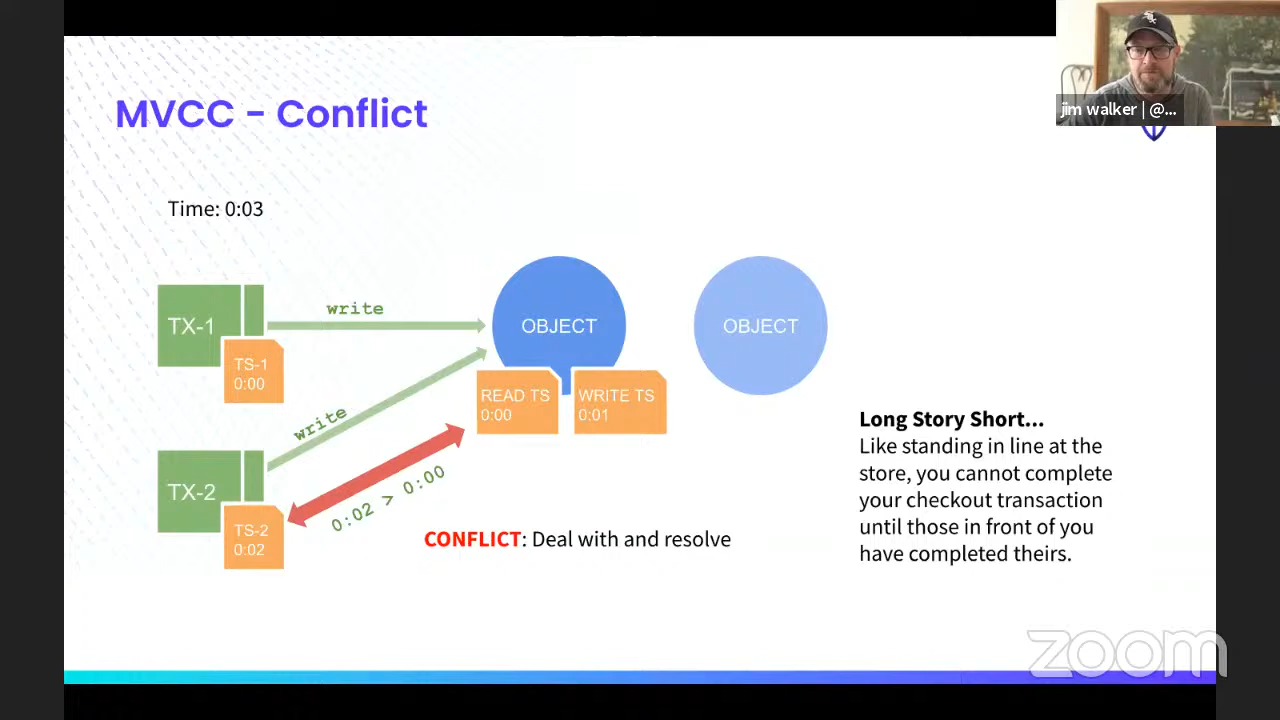 jim walker | @...
MVCC - Conflict
Time: 0:03
TX-1
TS-1
0:00
write
OBJECT
OBJECT
READ TS
0:00
WRITE TS
0:01
write
TX-2
TS-2
0:02
0:02 > 0:00
CONFLICT: Deal with and resolve
Long Story Short...
Like standing in line at the
store, you cannot complete
your checkout transaction
until those in front of you
have completed theirs.
zoom